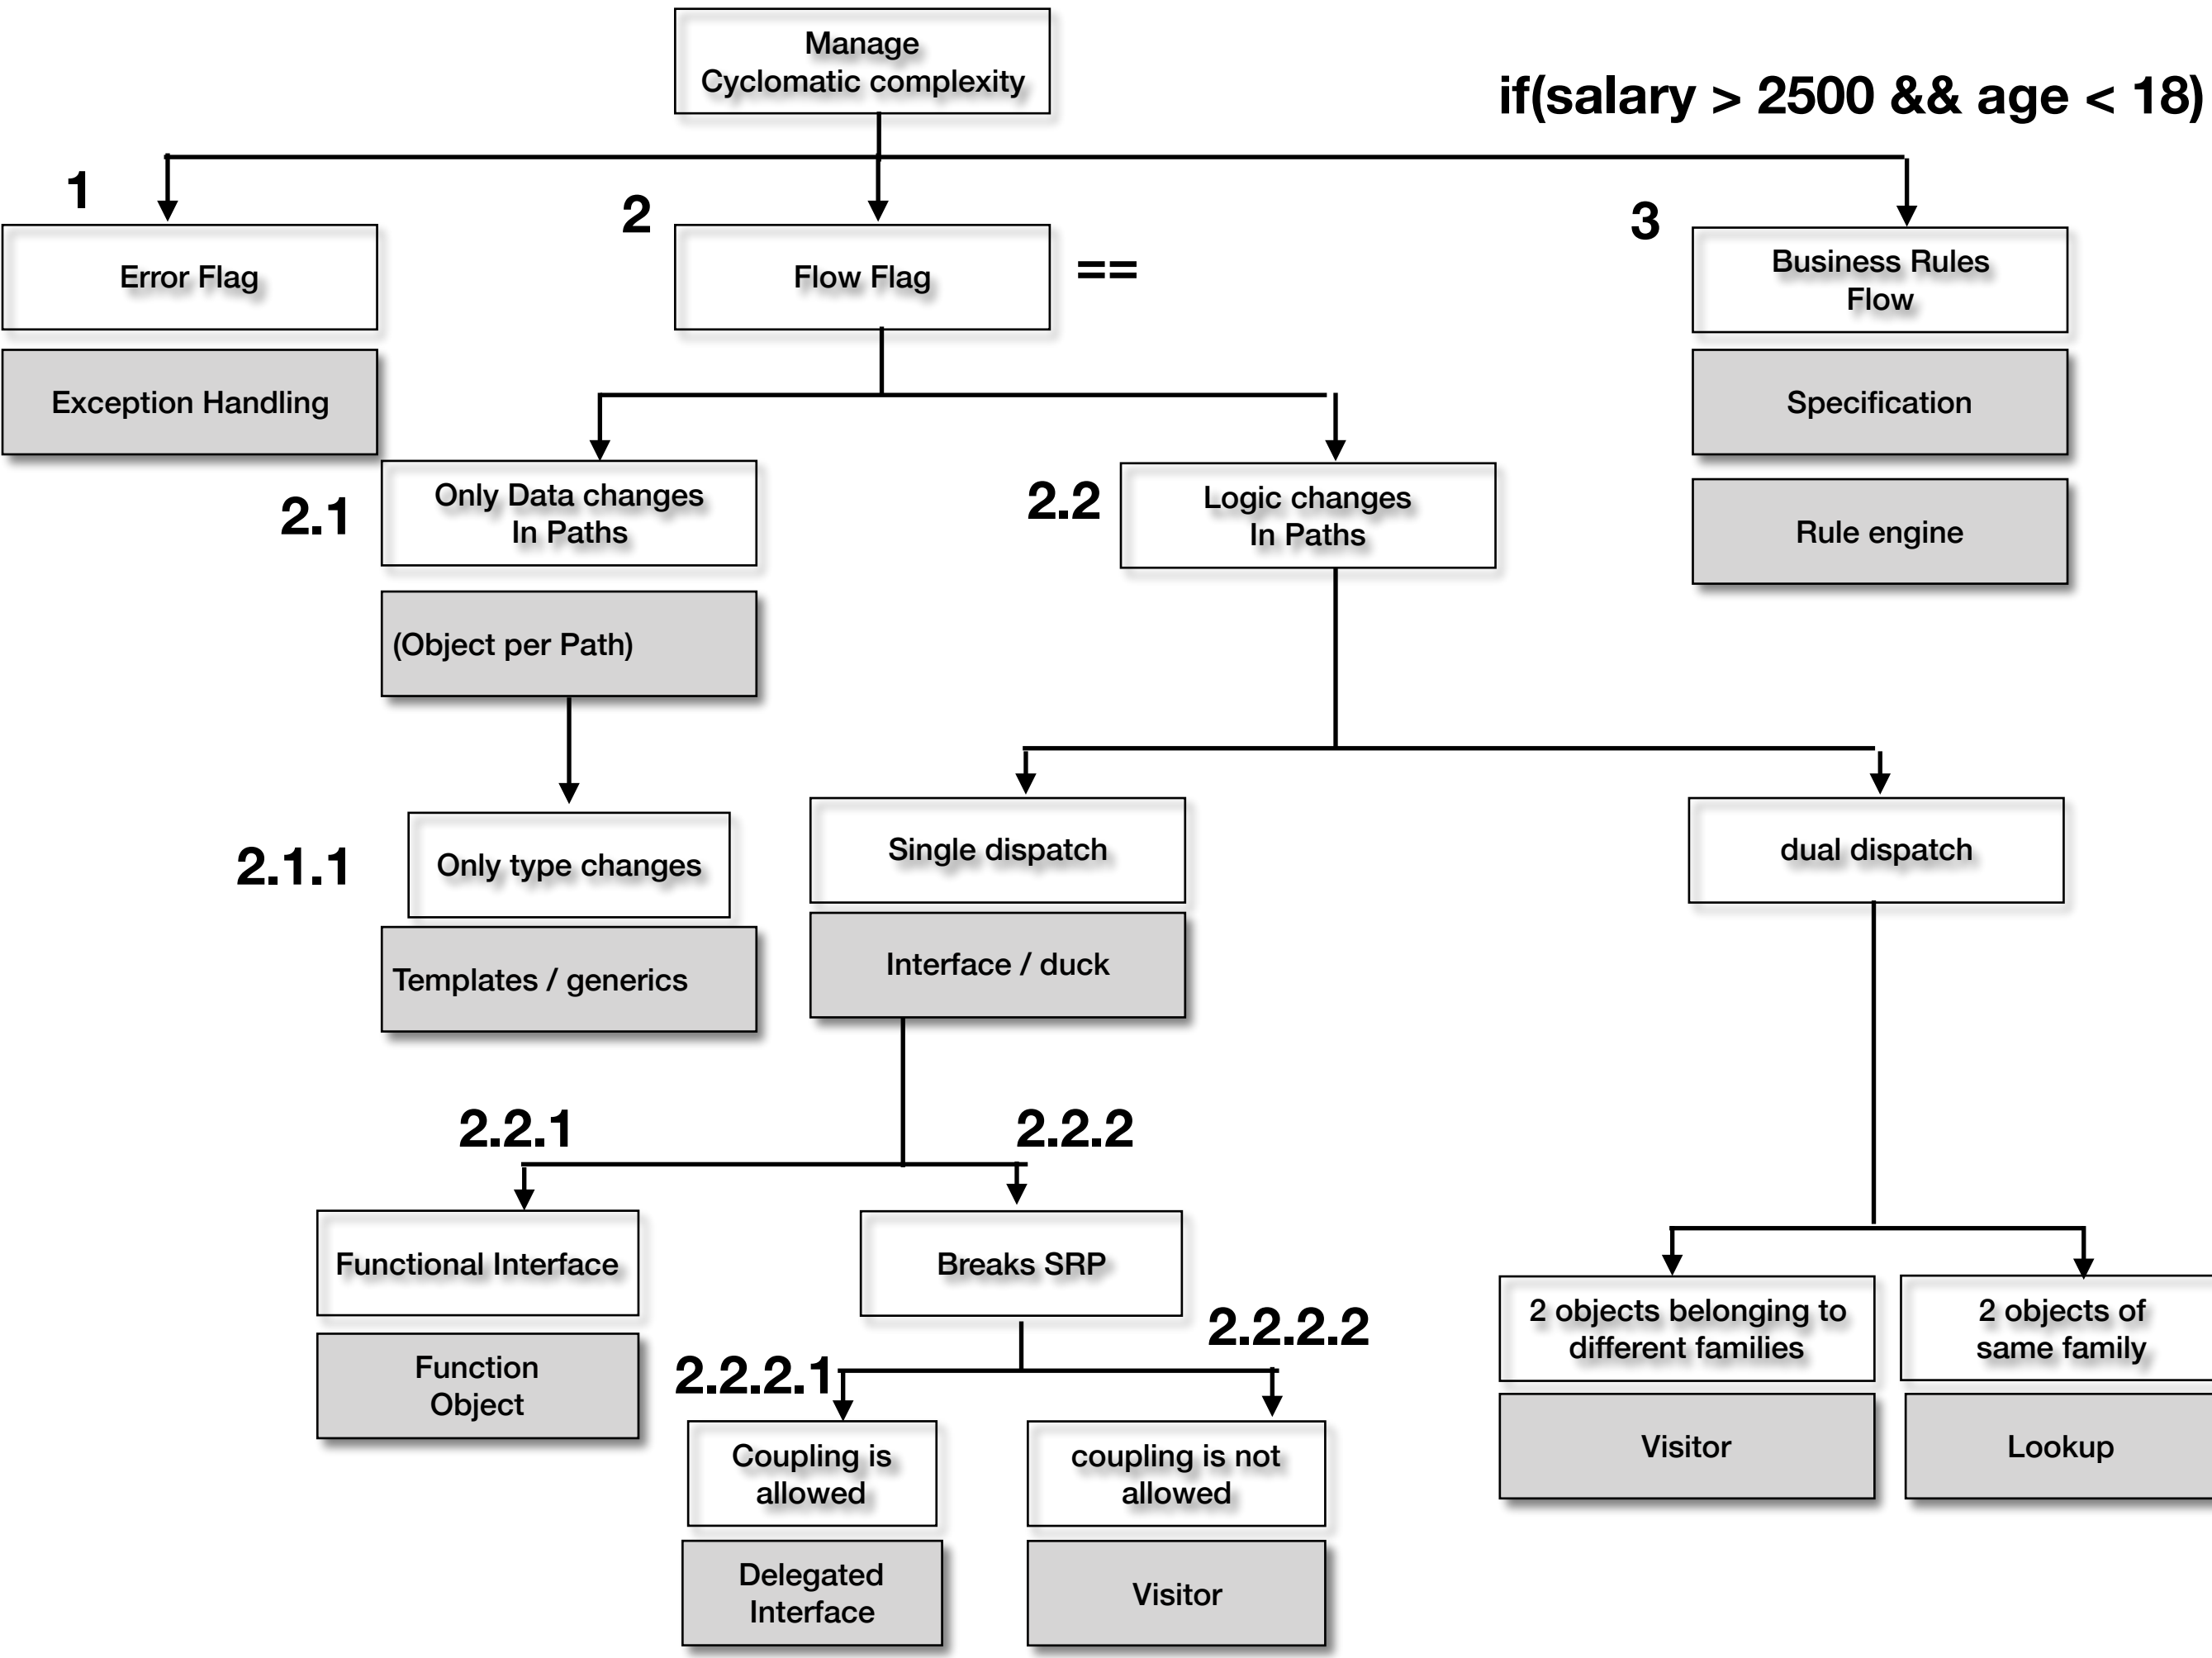 Manage
Cyclomatic complexity
if(salary > 2500 && age < 18)
1
2
3
Error Flag
Flow Flag
==
Business Rules
Flow
Exception Handling
Specification
2.1
Only Data changes
In Paths
2.2
Logic changes
In Paths
Rule engine
(Object per Path)
2.1.1
Only type changes
Single dispatch
dual dispatch
Templates / generics
Interface / duck
2.2.1
2.2.2
Functional Interface
Breaks SRP
2 objects belonging to
different families
2 objects of
same family
Function
Object
2.2.2.1
2.2.2.2
Coupling is
allowed
coupling is not
allowed
Visitor
Lookup
Delegated
Interface
Visitor